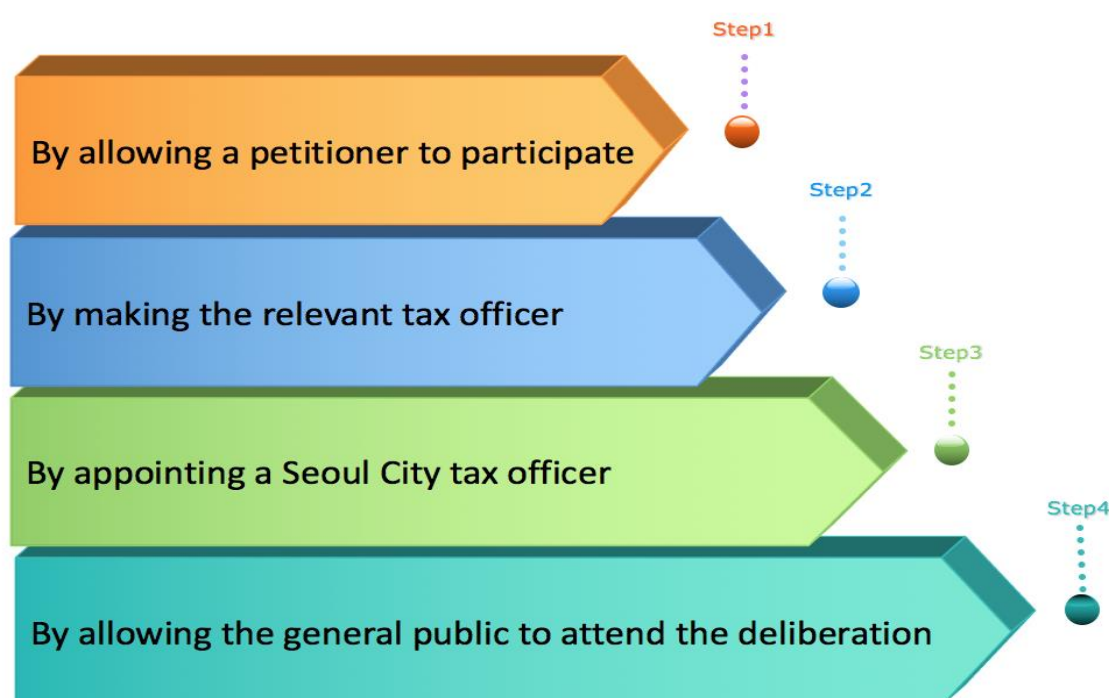 Step1
By allowing a petitioner to participate
Step2
By making the relevant tax officer
Step3
By appointing a Seoul City tax officer
Step4
By allowing the general public to attend the deliberation